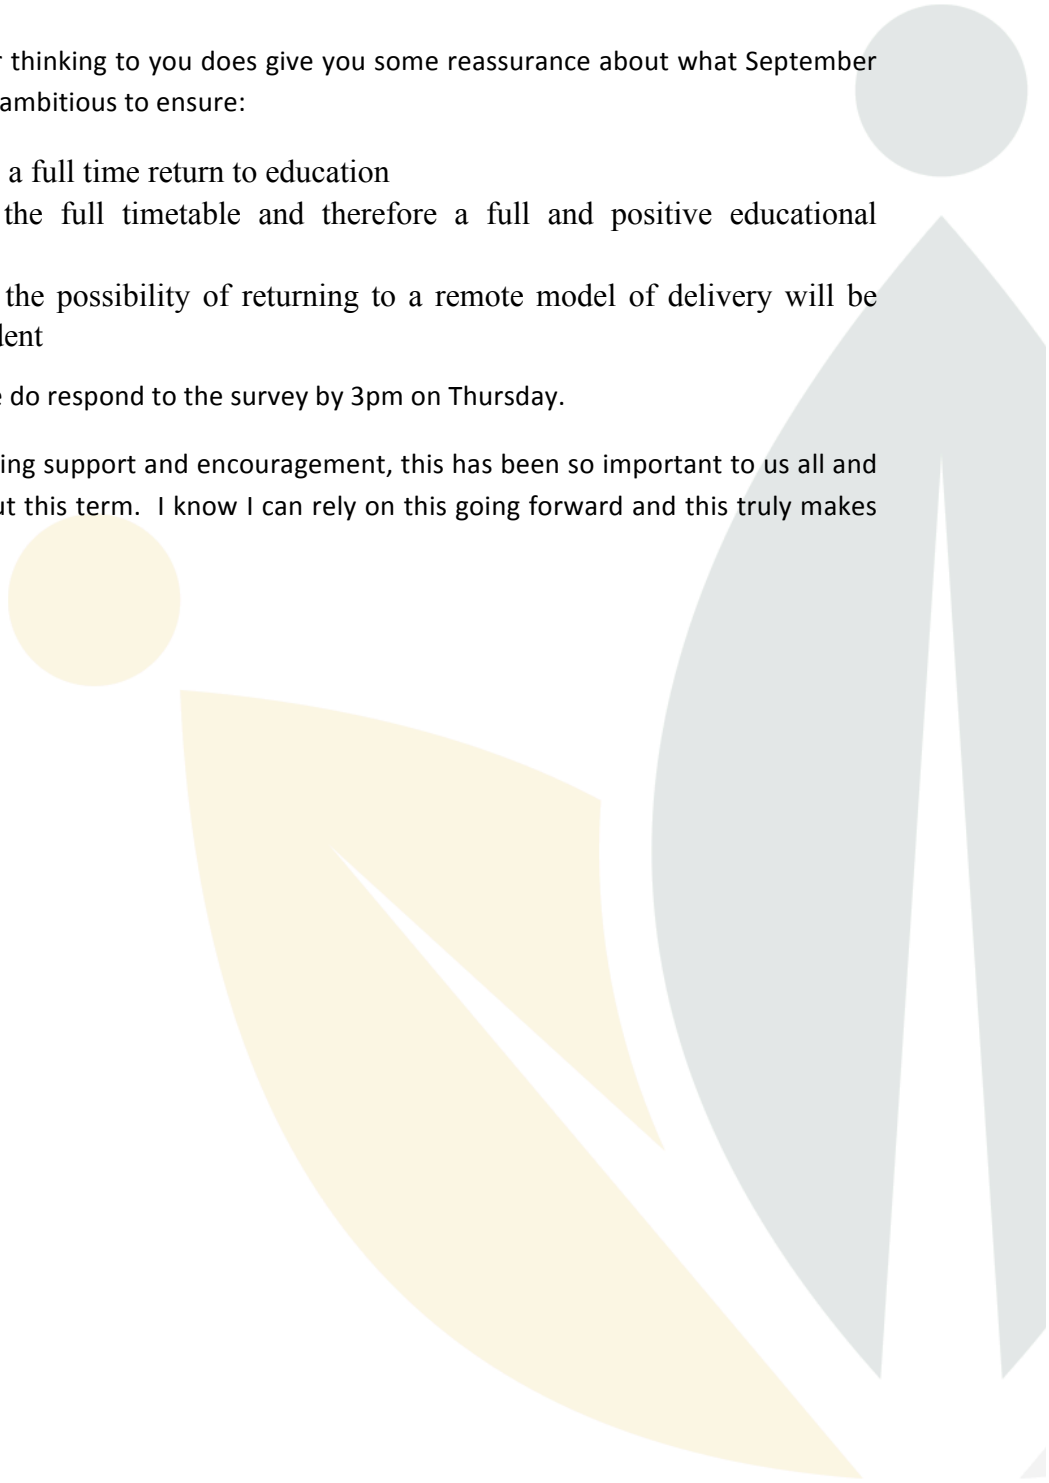 thinking to you does give you some reassurance about what September
ambitious to ensure:
a full time return to education
the full timetable and therefore a full and positive educational
the possibility of returning to a remote model of delivery will be
do respond to the survey by 3pm on Thursday.
support and encouragement, this has been so important to us all and
this term. I know I can rely on this going forward and this truly makes